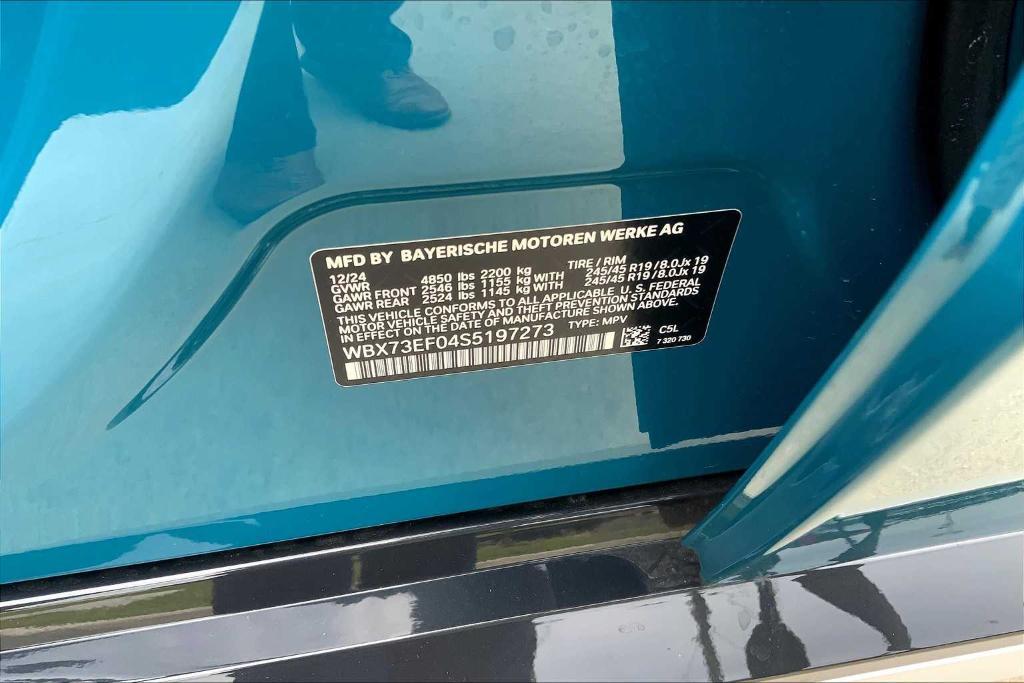 MFD BY BAYERISCHE MOTOREN WERKE AG
12/24 TIRE / RIM
GVWR 4850 lbs 2200 kg
GAWR FRONT 2546 lbs 1155 kg WITH 245/45 R19 / 8.0Jx 19
GAWR REAR 2524 lbs 1145 kg WITH 245/45 R19 / 8.0Jx 19
THIS VEHICLE CONFORMS TO ALL APPLICABLE U. S. FEDERAL
MOTOR VEHICLE SAFETY AND THEFT PREVENTION STANDARDS
IN EFFECT ON THE DATE OF MANUFACTURE SHOWN ABOVE.
WBX73EF04S5197273 TYPE: MPV
C5L
7 320 730